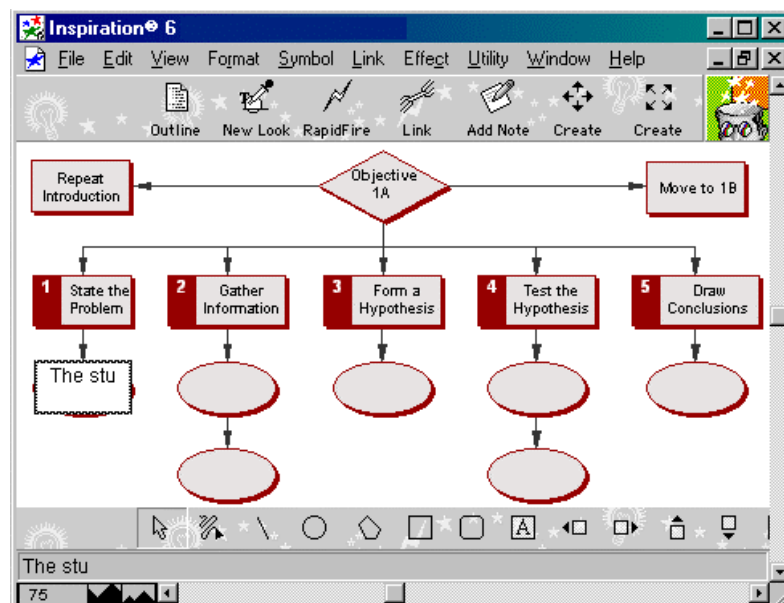 Inspiration® 6
File Edit View Format Symbol Link Effect Utility Window Help
Outline New Look RapidFire Link Add Note Create Create
Repeat
Introduction
Objective
1A
Move to 1B
1 State the
Problem
2 Gather
Information
3 Form a
Hypothesis
4 Test the
Hypothesis
5 Draw
Conclusions
The stu
A
The stu
75